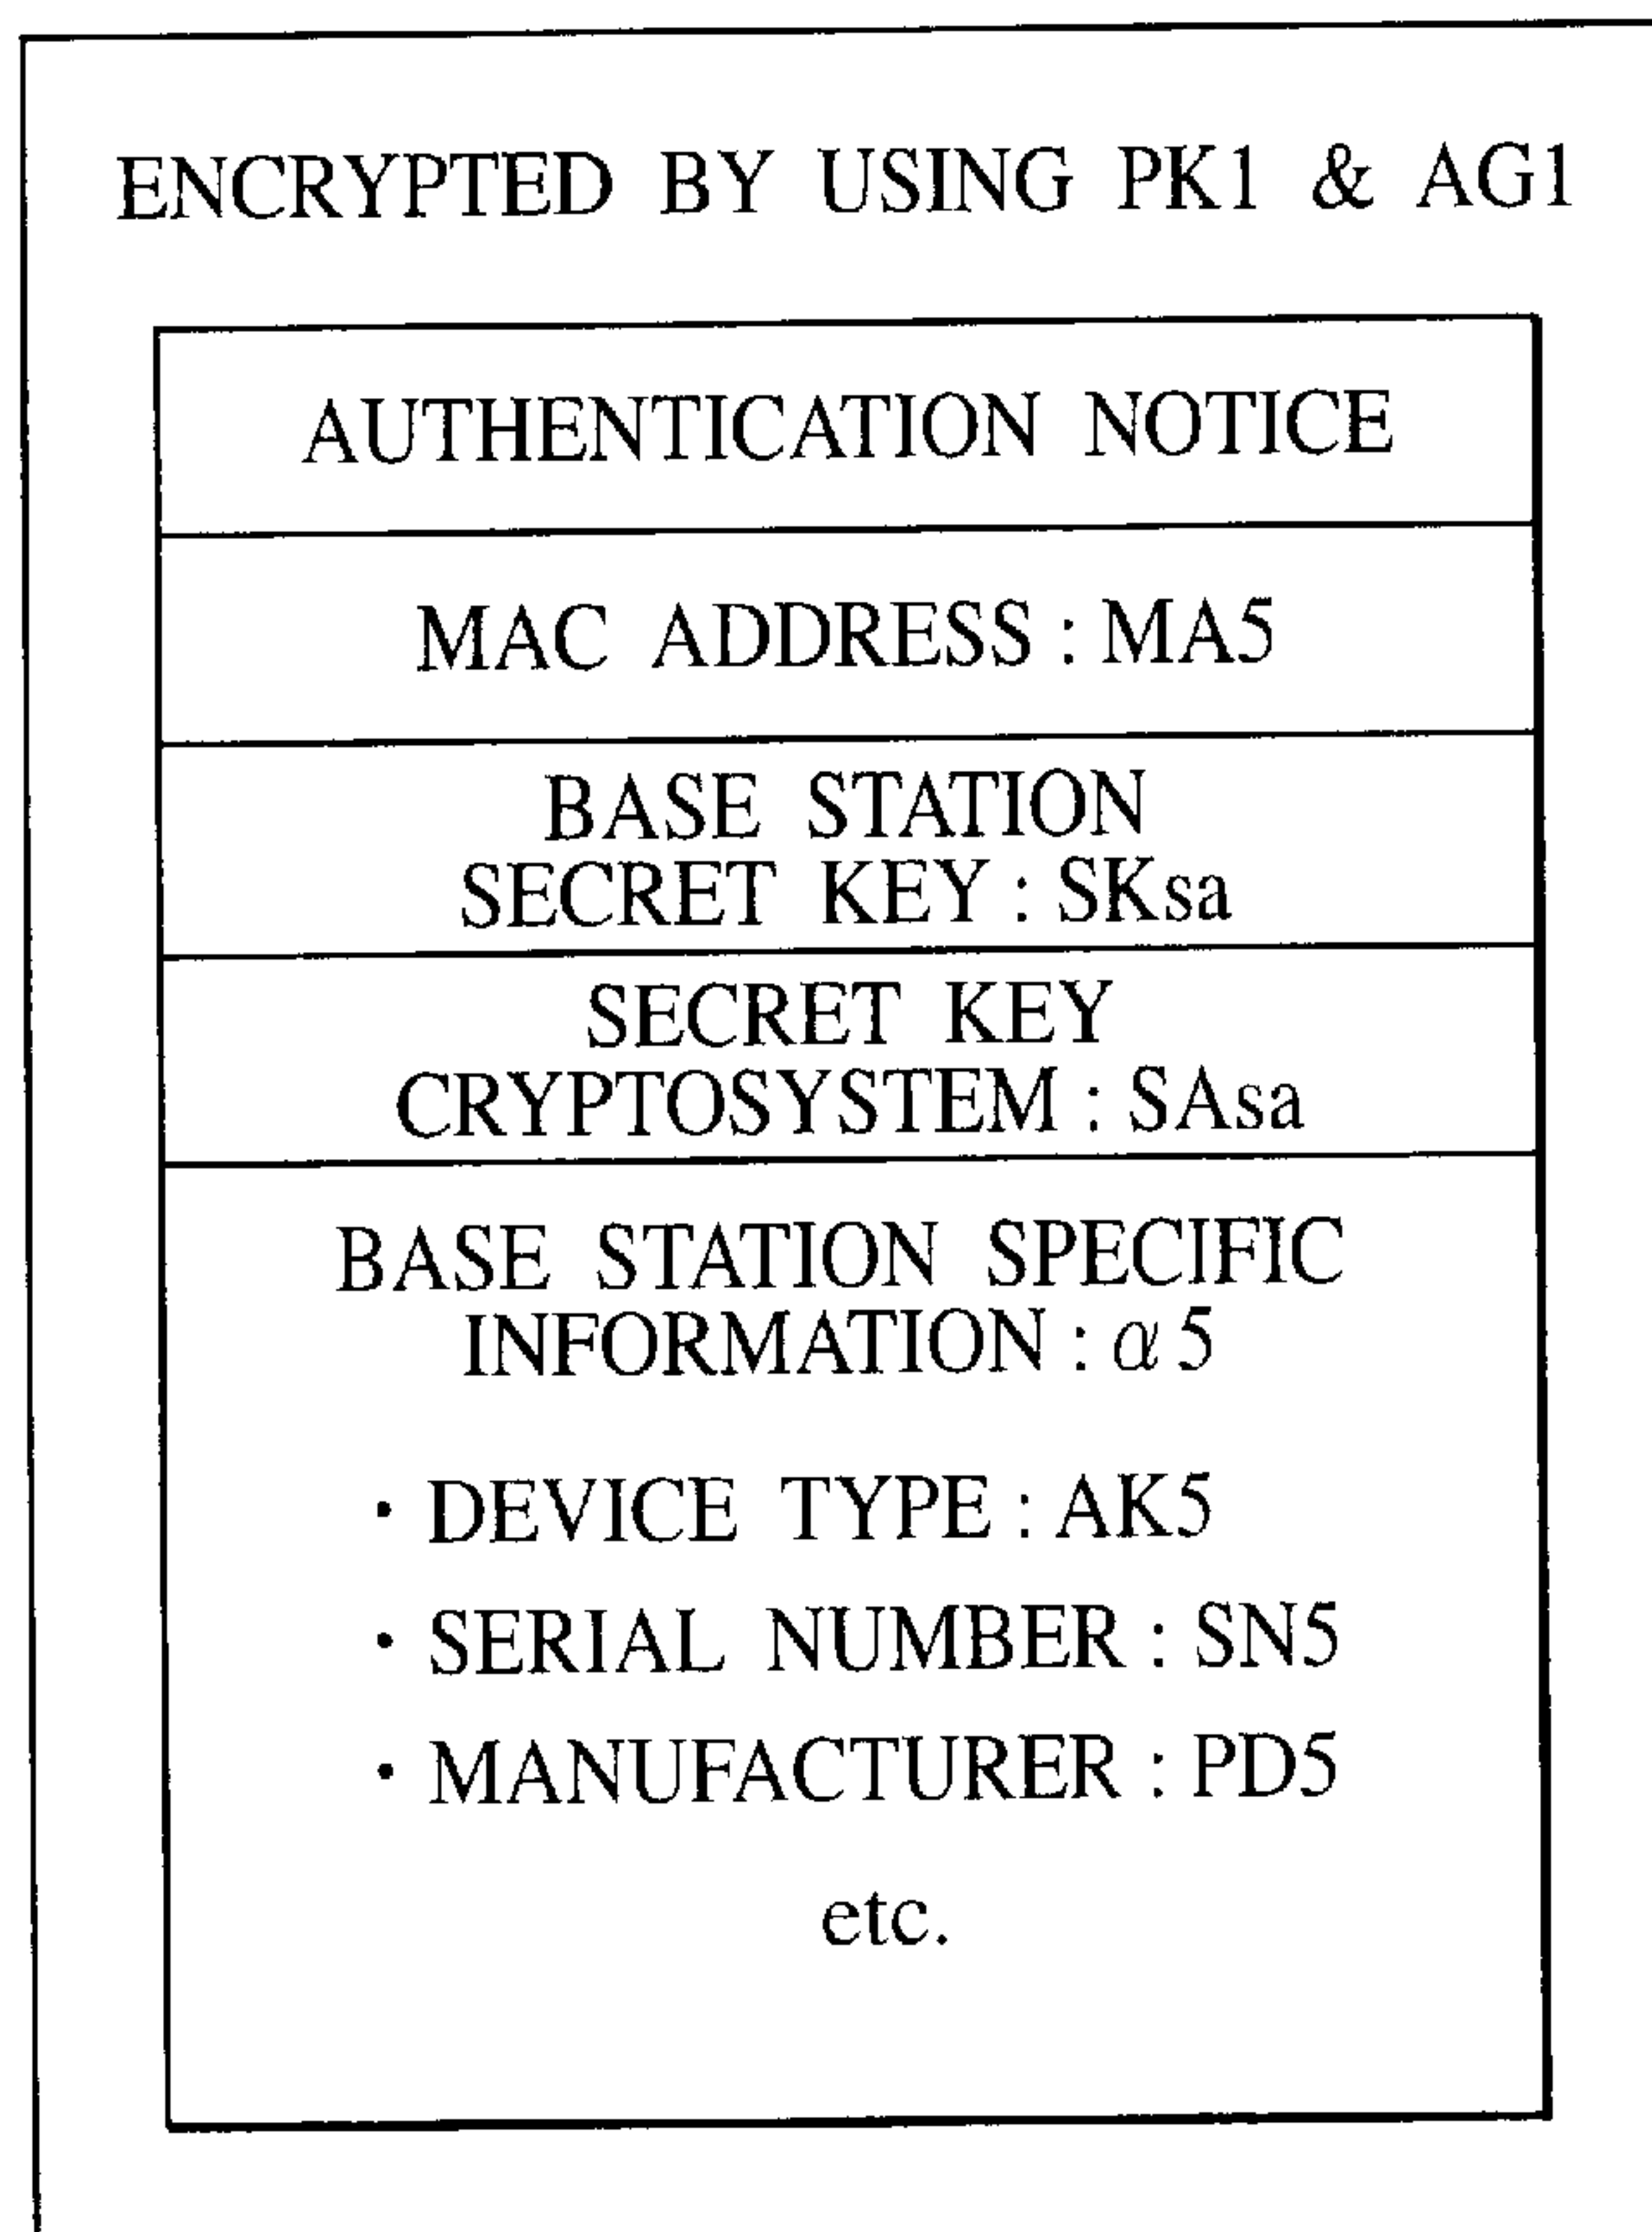 ENCRYPTED BY USING PK1 & AG1
AUTHENTICATION NOTICE
MAC ADDRESS : MA5
BASE STATION
SECRET KEY : SKsa
SECRET KEY
CRYPTOSYSTEM : SAsa
BASE STATION SPECIFIC
INFORMATION : α5
· DEVICE TYPE : AK5
· SERIAL NUMBER : SN5
· MANUFACTURER : PD5
etc.